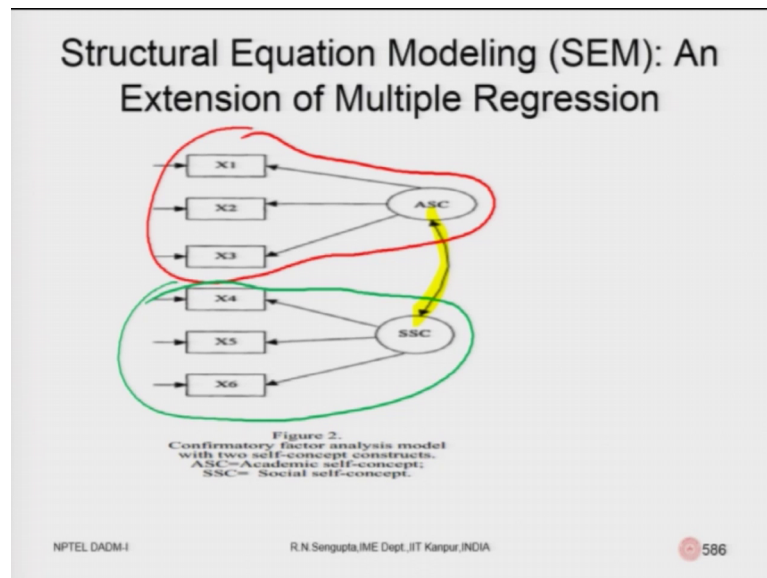 Structural Equation Modeling (SEM): An
Extension of Multiple Regression
X1
X2
X3
ASC
X4
X5
X6
SSC
Figure 2.
Confirmatory factor analysis model
with two self-concept constructs.
ASC=Academic self-concept;
SSC= Social self-concept.
NPTEL DADM-I
R.N.Sengupta,IME Dept.,IIT Kanpur,INDIA
586